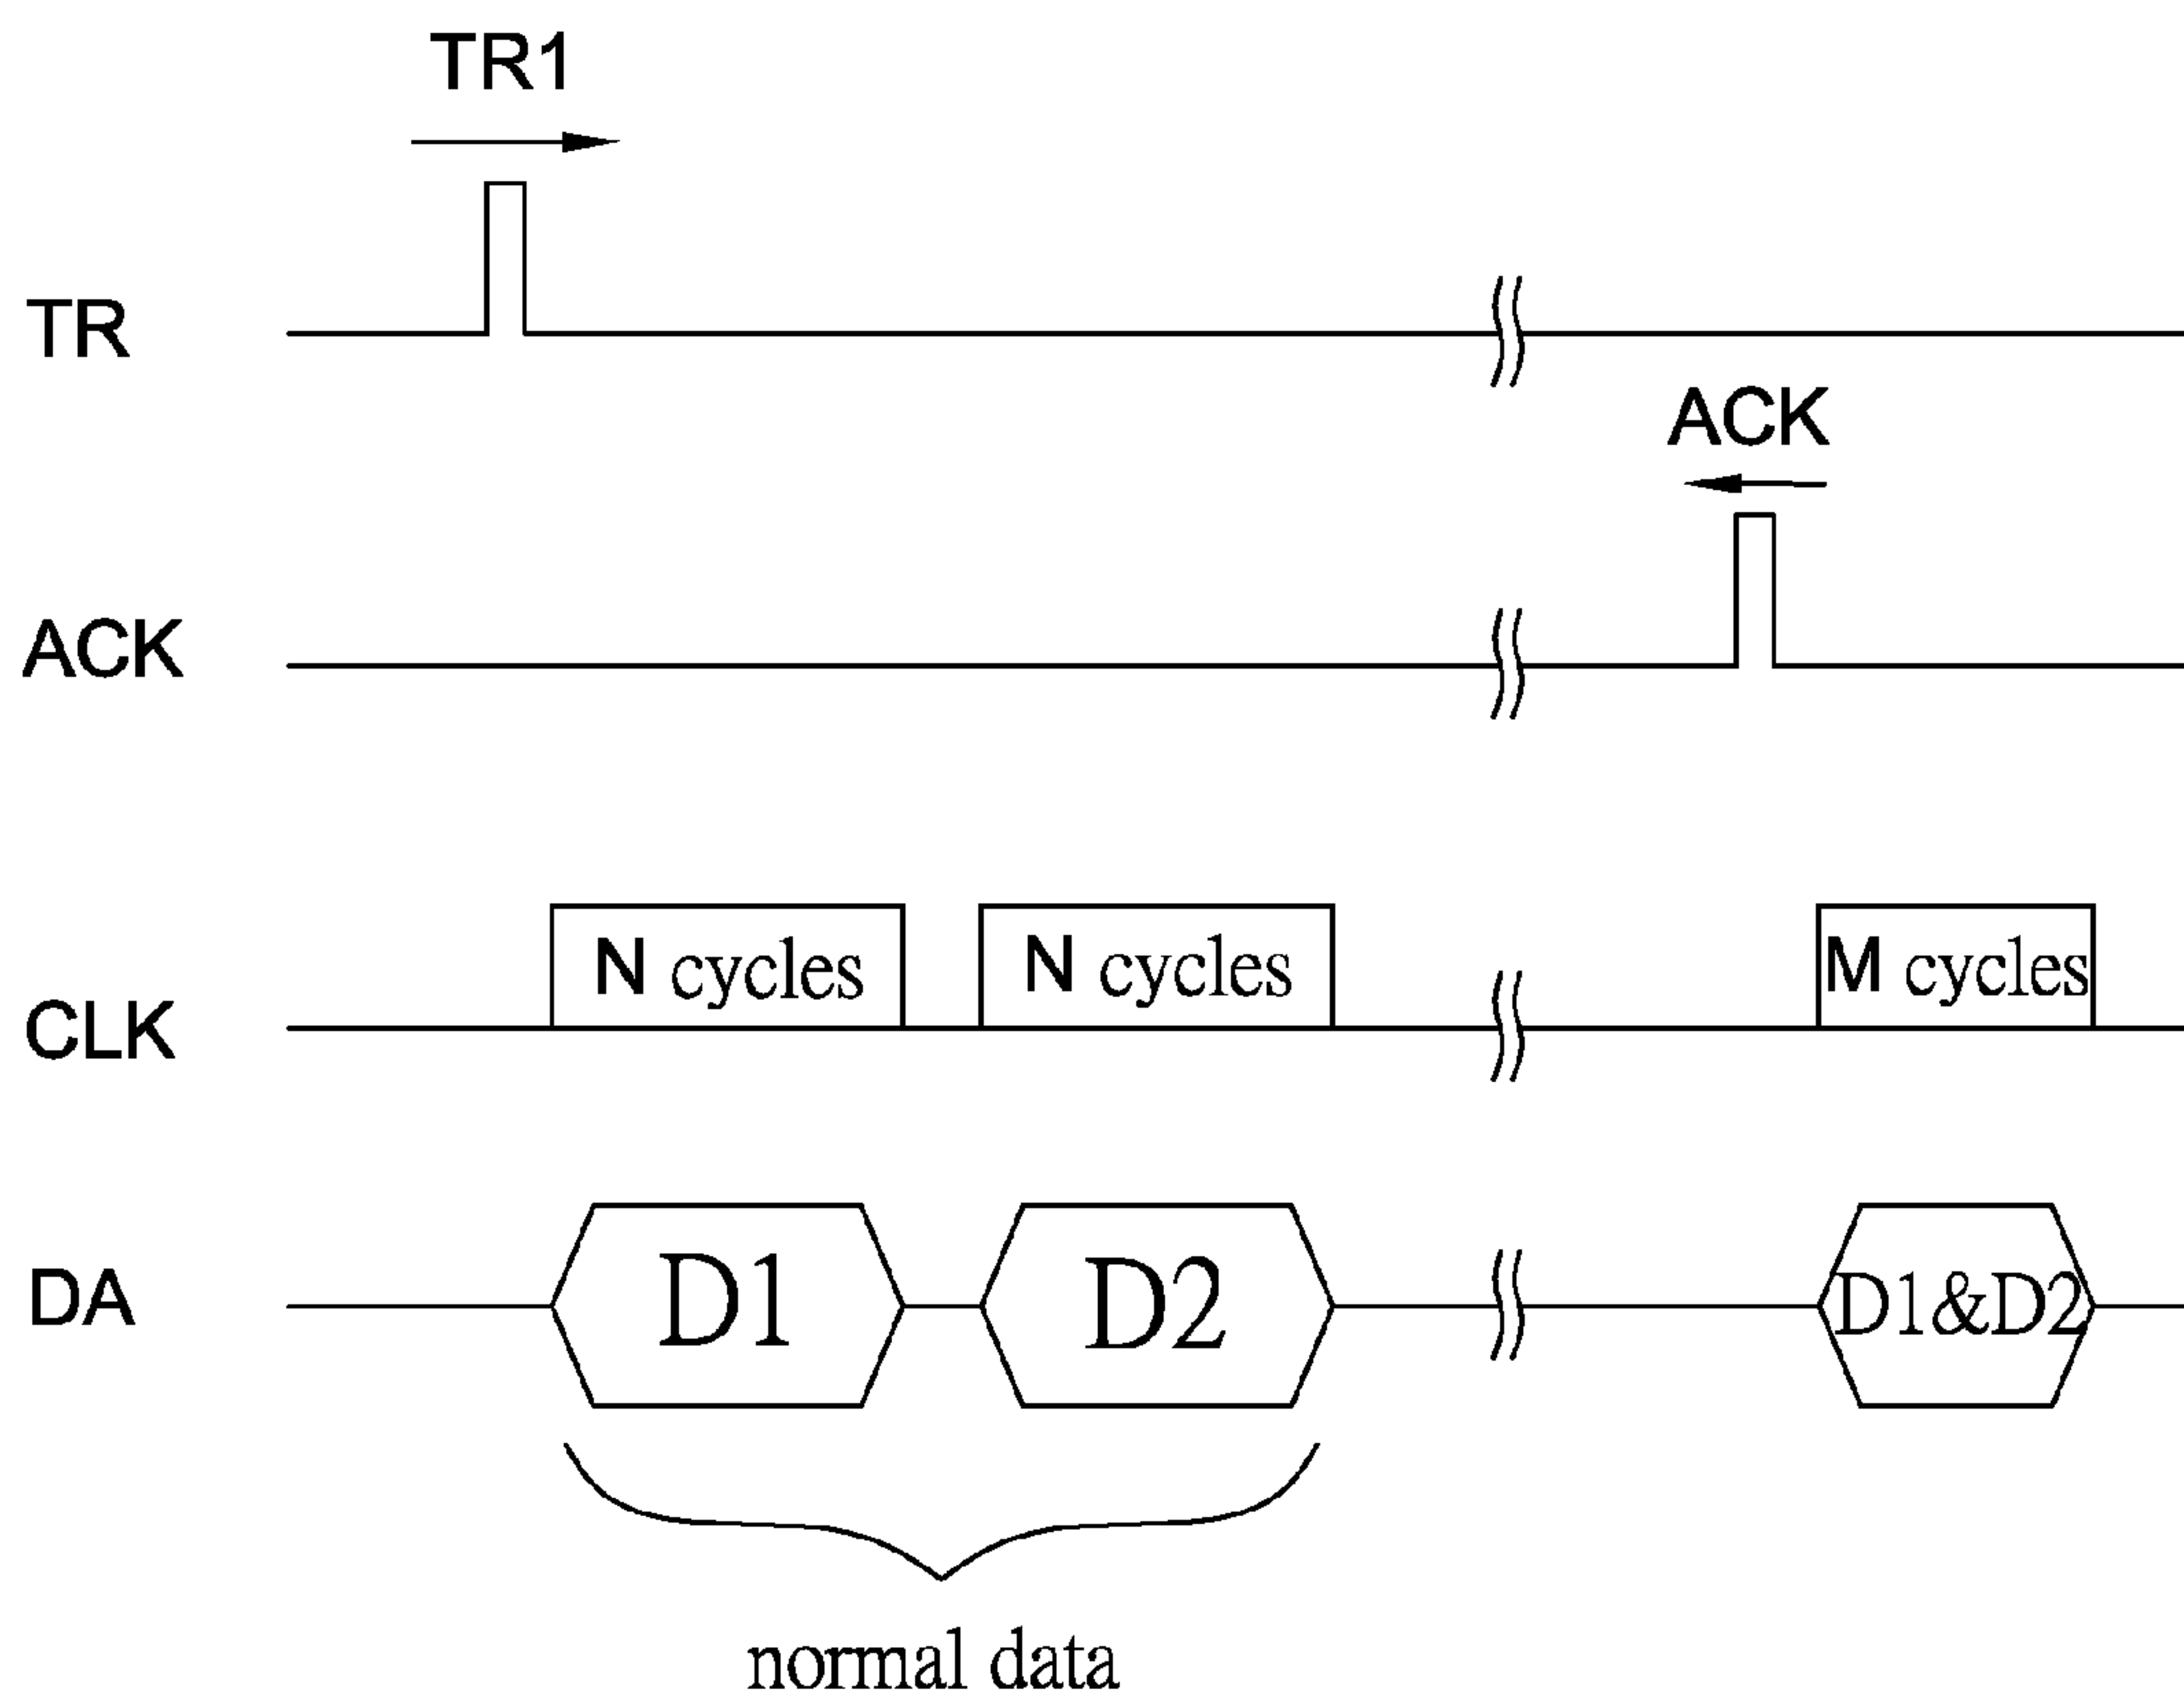 TR1
TR
ACK
ACK
N cycles N cycles M cycles
CLK
DA D1 D2 D1&D2
normal data